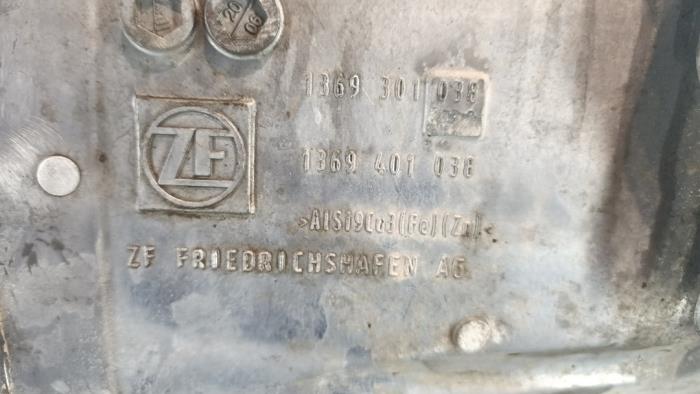 20
06
1369 301 038
ZF
1369 401 038
>AlSi9Cu3(Fe)(Zn)<
ZF FRIEDRICHSHAFEN AG